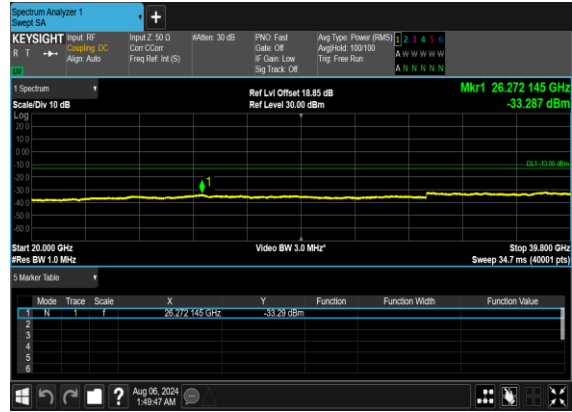 Spectrum Analyzer 1
Swept SA
+
KEYSIGHT
R T
Input: RF
Coupling: DC
Align: Auto
Input Z: 50 Ω
Corr CCorr
Freq Ref: Int (S)
#Atten: 30 dB
PNO: Fast
Gate: Off
IF Gain: Low
Sig Track: Off
Avg Type: Power (RMS)
Avg|Hold: 100/100
Trig: Free Run
1 2 3 4 5 6
A W W W W W
A N N N N N
1 Spectrum
Scale/Div 10 dB
Ref Lvl Offset 18.85 dB
Ref Level 30.00 dBm
Mkr1 26.272 145 GHz
-33.287 dBm
Log
20.0
10.0
0.00
-10.0
-20.0
-30.0
-40.0
-50.0
-60.0
DL1 -13.00 dBm
1
Start 20.000 GHz
#Res BW 1.0 MHz
Video BW 3.0 MHz*
Stop 39.800 GHz
Sweep 34.7 ms (40001 pts)
5 Marker Table
Mode Trace Scale X Y Function Function Width Function Value
1 N 1 f 26.272 145 GHz -33.29 dBm
2
3
4
5
6
?
Aug 06, 2024
1:49:47 AM